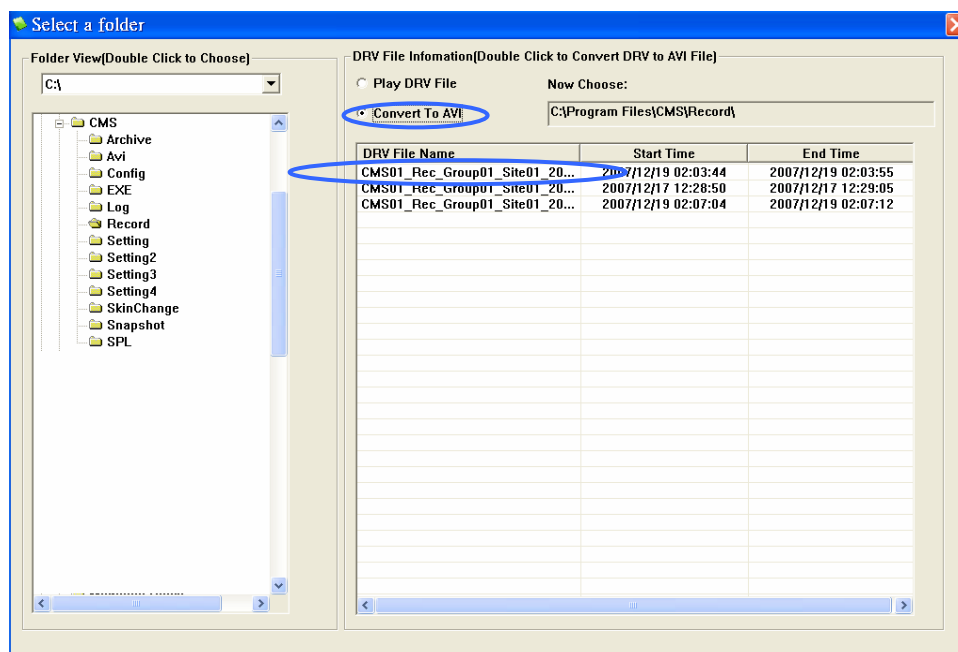 Select a folder
Folder View(Double Click to Choose)
C:\
CMS
Archive
Avi
Config
EXE
Log
Record
Setting
Setting2
Setting3
Setting4
SkinChange
Snapshot
SPL
DRV File Infomation(Double Click to Convert DRV to AVI File)
Play DRV File
Now Choose:
Convert To AVI
C:\Program Files\CMS\Record\
DRV File Name Start Time End Time
CMS01_Rec_Group01_Site01_20... 2007/12/19 02:03:44 2007/12/19 02:03:55
CMS01_Rec_Group01_Site01_20... 2007/12/17 12:28:50 2007/12/17 12:29:05
CMS01_Rec_Group01_Site01_20... 2007/12/19 02:07:04 2007/12/19 02:07:12